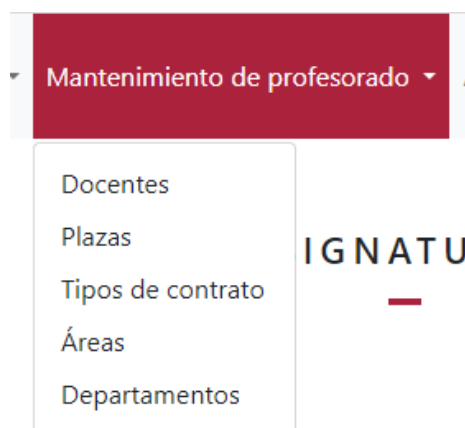 Mantenimiento de profesorado
Docentes
Plazas
IGNATU
Tipos de contrato
Áreas
Departamentos